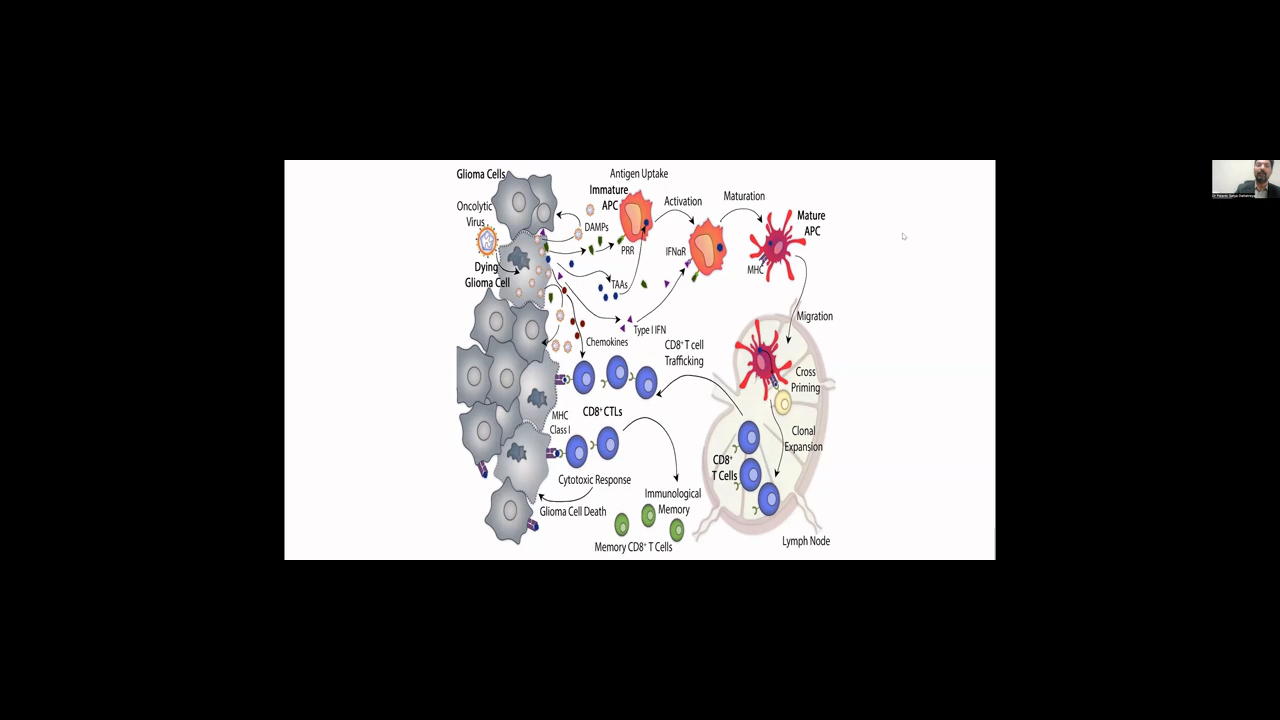 Glioma Cells
Antigen Uptake
Immature
APC
Activation
Maturation
Mature
APC
Oncolytic
Virus
DAMPs
PRR
IFNαR
MHC
Dying
Glioma Cell
TAAs
Type I IFN
Migration
Chemokines
CD8⁺ T cell
Trafficking
Cross
Priming
MHC
Class I
CD8⁺ CTLs
Clonal
Expansion
CD8⁺
T Cells
Cytotoxic Response
Immunological
Memory
Glioma Cell Death
Memory CD8⁺ T Cells
Lymph Node